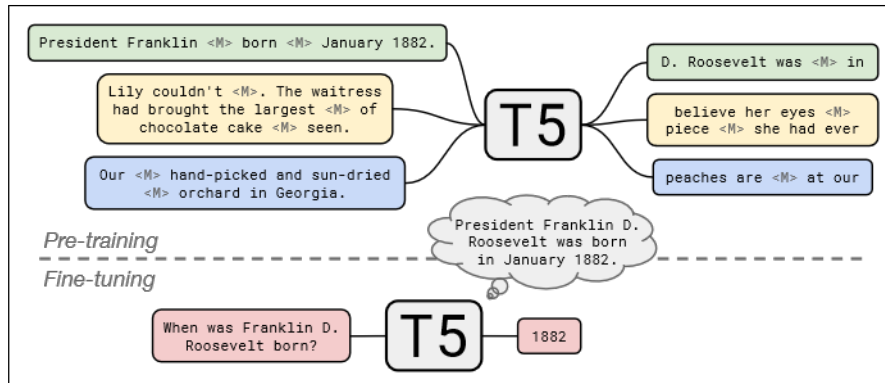 President Franklin <M> born <M> January 1882.
Lily couldn't <M>. The waitress
had brought the largest <M> of
chocolate cake <M> seen.
Our <M> hand-picked and sun-dried
<M> orchard in Georgia.
T5
D. Roosevelt was <M> in
believe her eyes <M>
piece <M> she had ever
peaches are <M> at our
Pre-training
President Franklin D.
Roosevelt was born
in January 1882.
Fine-tuning
When was Franklin D.
Roosevelt born?
T5
1882